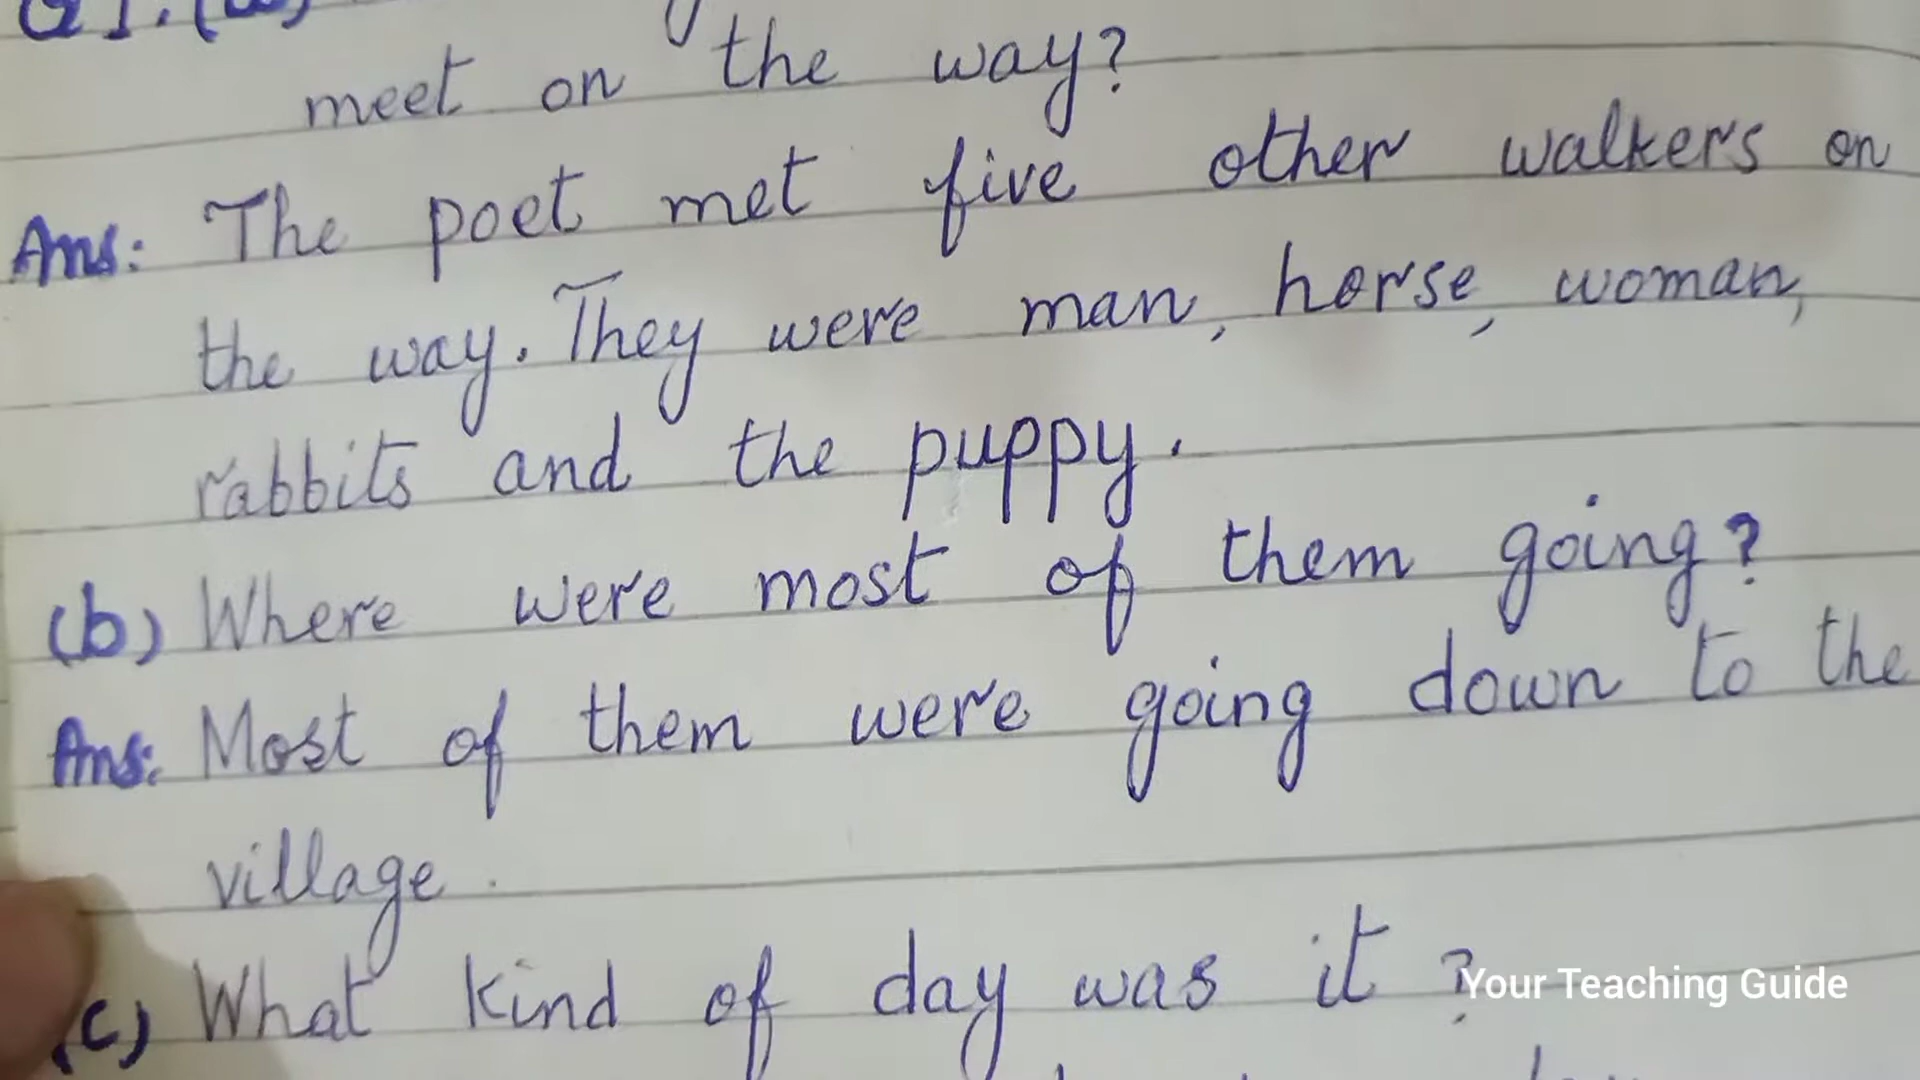 Q1. (a)
meet on the way?
Ans: The poet met five other walkers on
the way. They were man, horse, woman,
rabbits and the puppy.
(b) Where were most of them going?
Ans: Most of them were going down to the
village.
(c) What kind of day was it ?
Your Teaching Guide